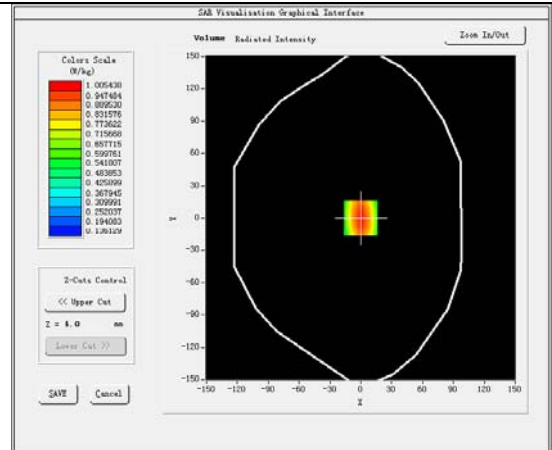 SAR Visualisation Graphical Interface
Volume Radiated Intensity
Zoom In/Out
Colors Scale
(W/kg)
1.005430
0.947484
0.889530
0.831576
0.773622
0.715668
0.657715
0.599761
0.541807
0.483853
0.425899
0.367945
0.309991
0.252037
0.194083
0.136129
150
120
90
60
30
0
-30
-60
-90
-120
-150
Y
-150 -120 -90 -60 -30 0 30 60 90 120 150
X
Z-Cuts Control
<< Upper Cut
Z = 4.0 mm
Lower Cut >>
SAVE Cancel